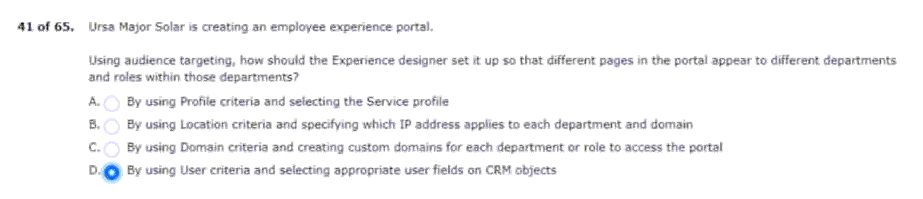 41 of 65. Ursa Major Solar is creating an employee experience portal.
Using audience targeting, how should the Experience designer set it up so that different pages in the portal appear to different departments
and roles within those departments?
A. By using Profile criteria and selecting the Service profile
B. By using Location criteria and specifying which IP address applies to each department and domain
C. By using Domain criteria and creating custom domains for each department or role to access the portal
D. By using User criteria and selecting appropriate user fields on CRM objects